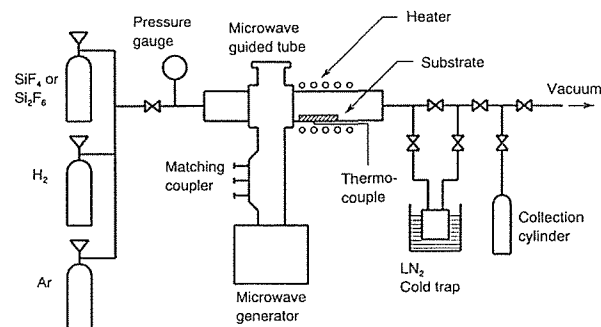 Pressure
gauge
Microwave
guided tube
Heater
Substrate
SiF₄ or
Si₂F₆
Vacuum
H₂
Matching
coupler
Thermo-
couple
Collection
cylinder
LN₂
Cold trap
Ar
Microwave
generator